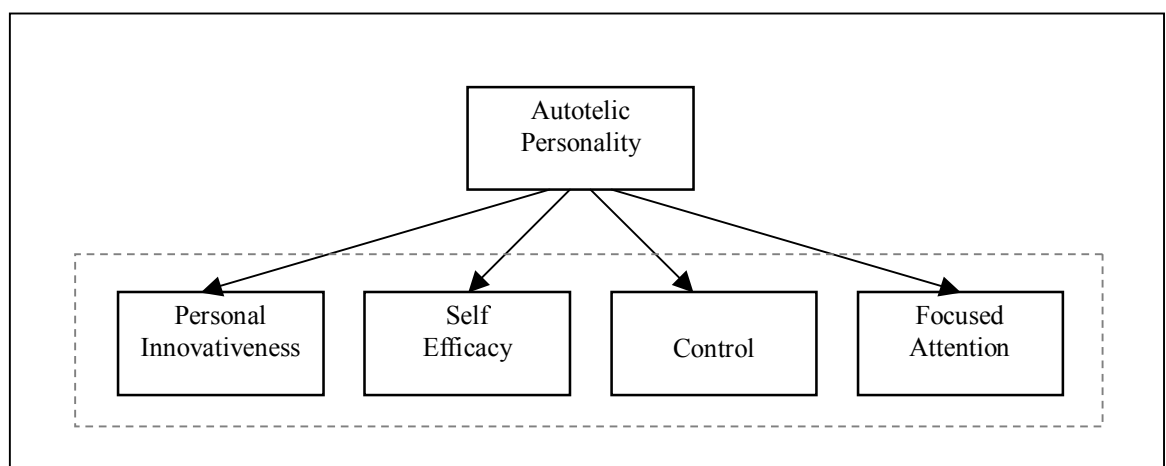 Autotelic
Personality
Personal
Innovativeness
Self
Efficacy
Control
Focused
Attention